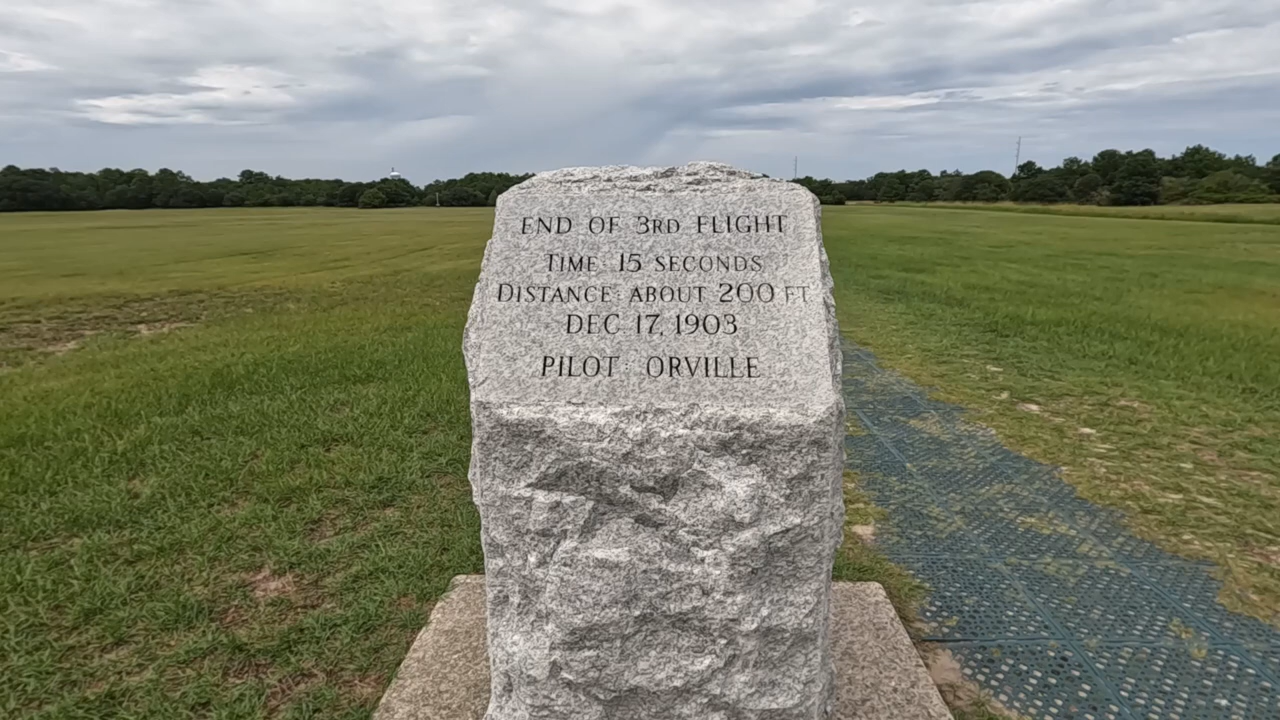 END OF 3RD FLIGHT
TIME: 15 SECONDS
DISTANCE: ABOUT 200 FT
DEC 17, 1903
PILOT: ORVILLE